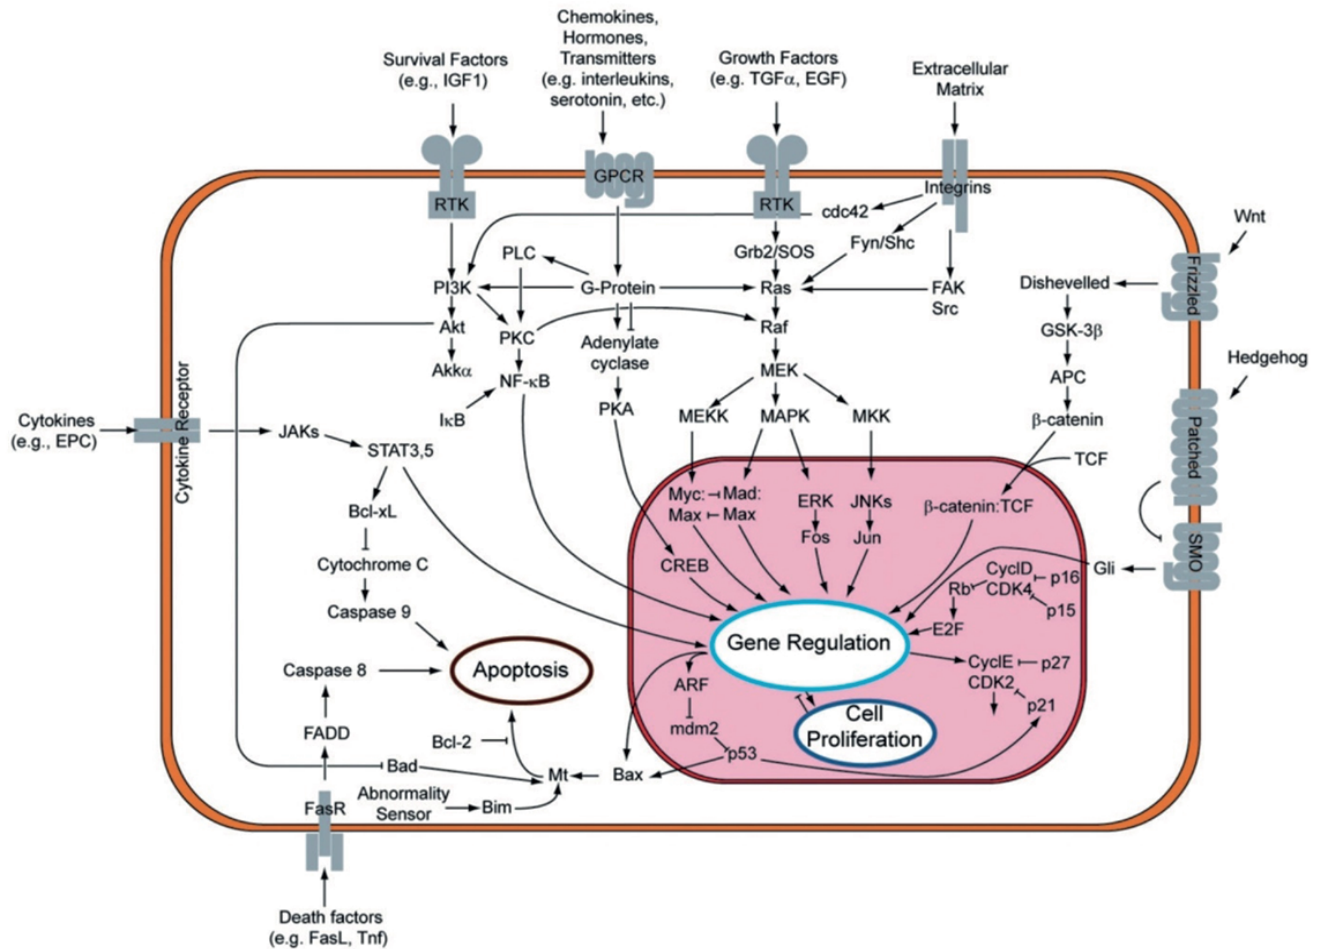 Chemokines,
Hormones,
Transmitters
(e.g. interleukins,
serotonin, etc.)
Survival Factors
(e.g., IGF1)
Growth Factors
(e.g. TGFα, EGF)
Extracellular
Matrix
GPCR
RTK
RTK
Integrins
cdc42
Wnt
Fyn/Shc
PLC
Grb2/SOS
Frizzled
Dishevelled
PI3K
G-Protein
Ras
FAK
Src
Akt
PKC
Raf
GSK-3β
Adenylate
cyclase
Hedgehog
Akkα
NF-κB
MEK
APC
Cytokine Receptor
IκB
PKA
MEKK
MAPK
MKK
β-catenin
Patched
Cytokines
(e.g., EPC)
JAKs
STAT3,5
TCF
Myc:
Mad:
Max
Max
ERK
JNKs
β-catenin:TCF
Bcl-xL
Fos
Jun
SMO
Cytochrome C
CREB
Gli
CyclD
CDK4
p16
Rb
p15
Caspase 9
E2F
Gene Regulation
Apoptosis
Caspase 8
ARF
CyclE
CDK2
p27
p21
FADD
mdm2
Cell
Proliferation
Bcl-2
p53
Bad
Mt
Bax
Abnormality
Sensor
Bim
FasR
Death factors
(e.g. FasL, Tnf)